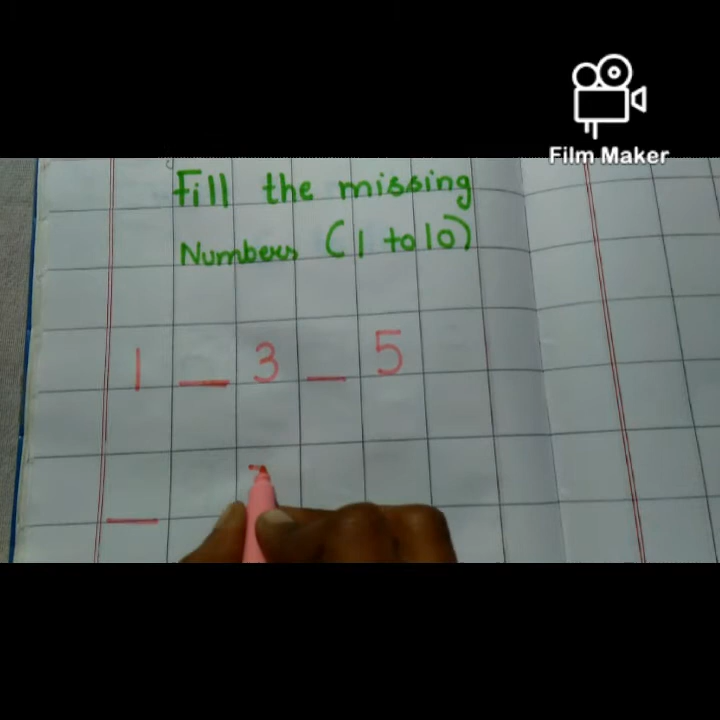 Film Maker
Fill the missing
Numbers (1 to 10)
1 _ 3 _ 5
_